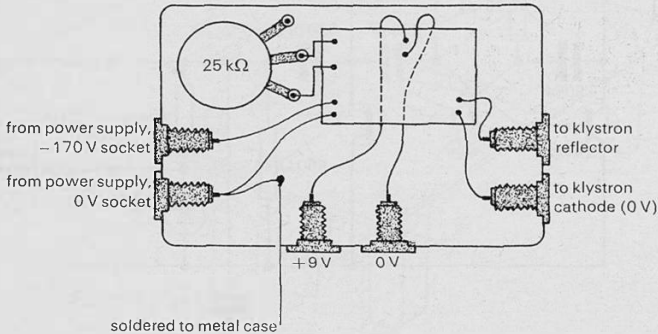 25 kΩ
from power supply,
−170 V socket
from power supply,
0 V socket
to klystron
reflector
to klystron
cathode (0 V)
+9 V
0 V
soldered to metal case